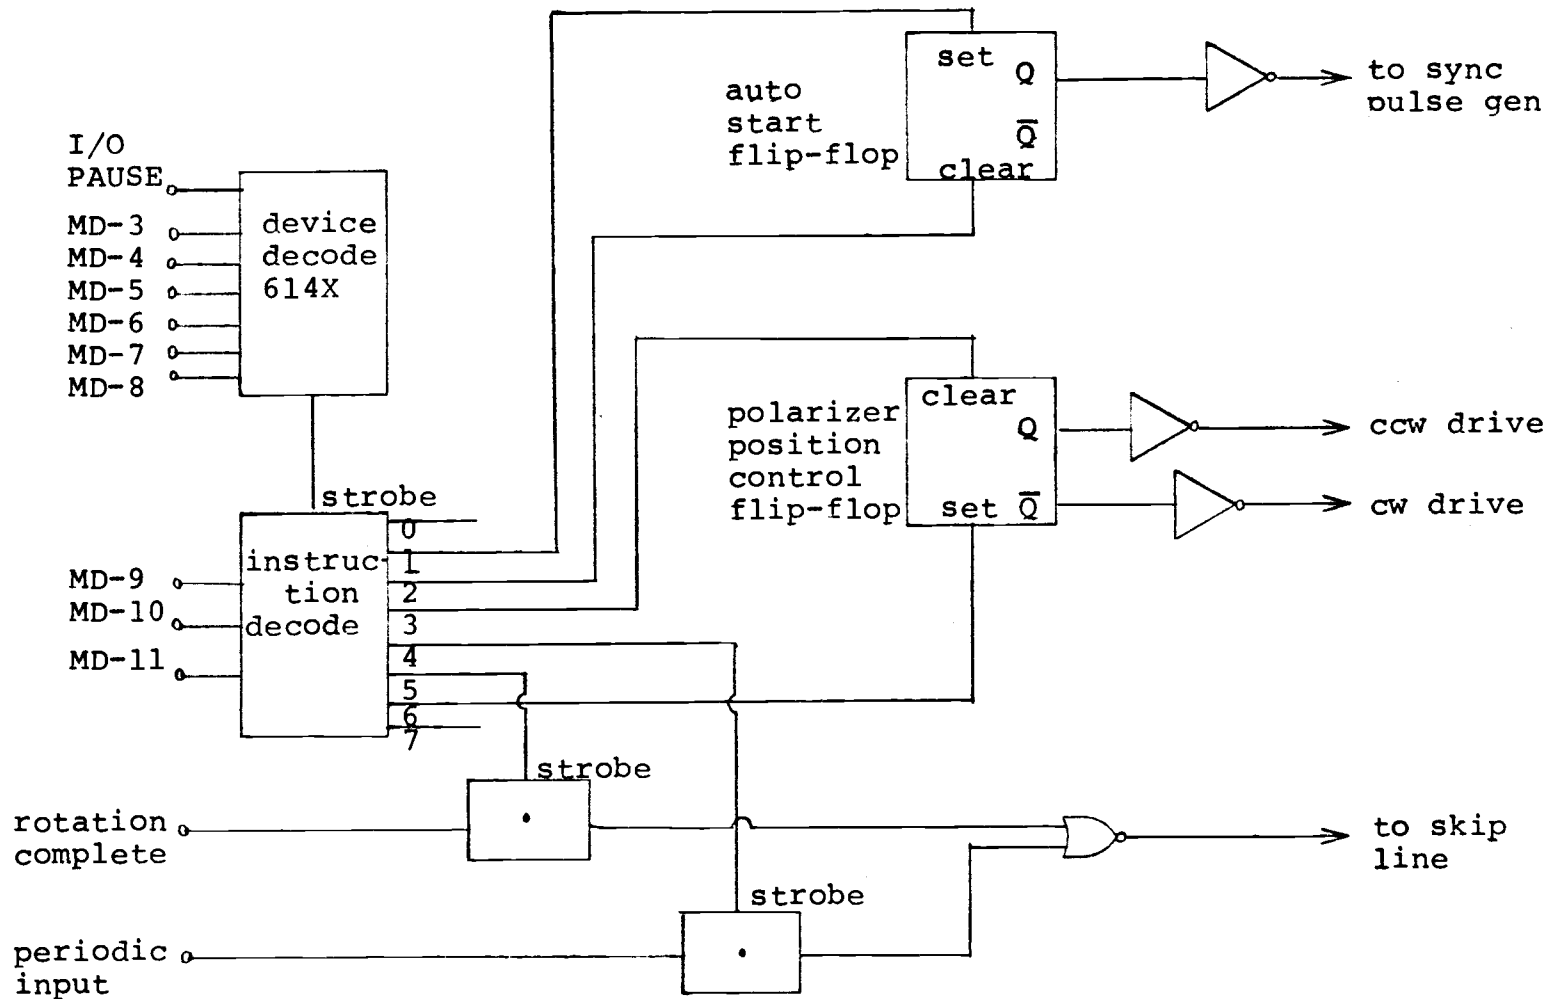 set
Q
to sync
pulse gen
auto
start
flip-flop
Q̅
clear
I/O
PAUSE
MD-3
MD-4
MD-5
MD-6
MD-7
MD-8
device
decode
614X
clear
Q
ccw drive
polarizer
position
control
flip-flop
set Q̅
cw drive
strobe
MD-9
MD-10
MD-11
instruc-
tion
decode
0
1
2
3
4
5
6
7
strobe
rotation
complete
to skip
line
strobe
periodic
input